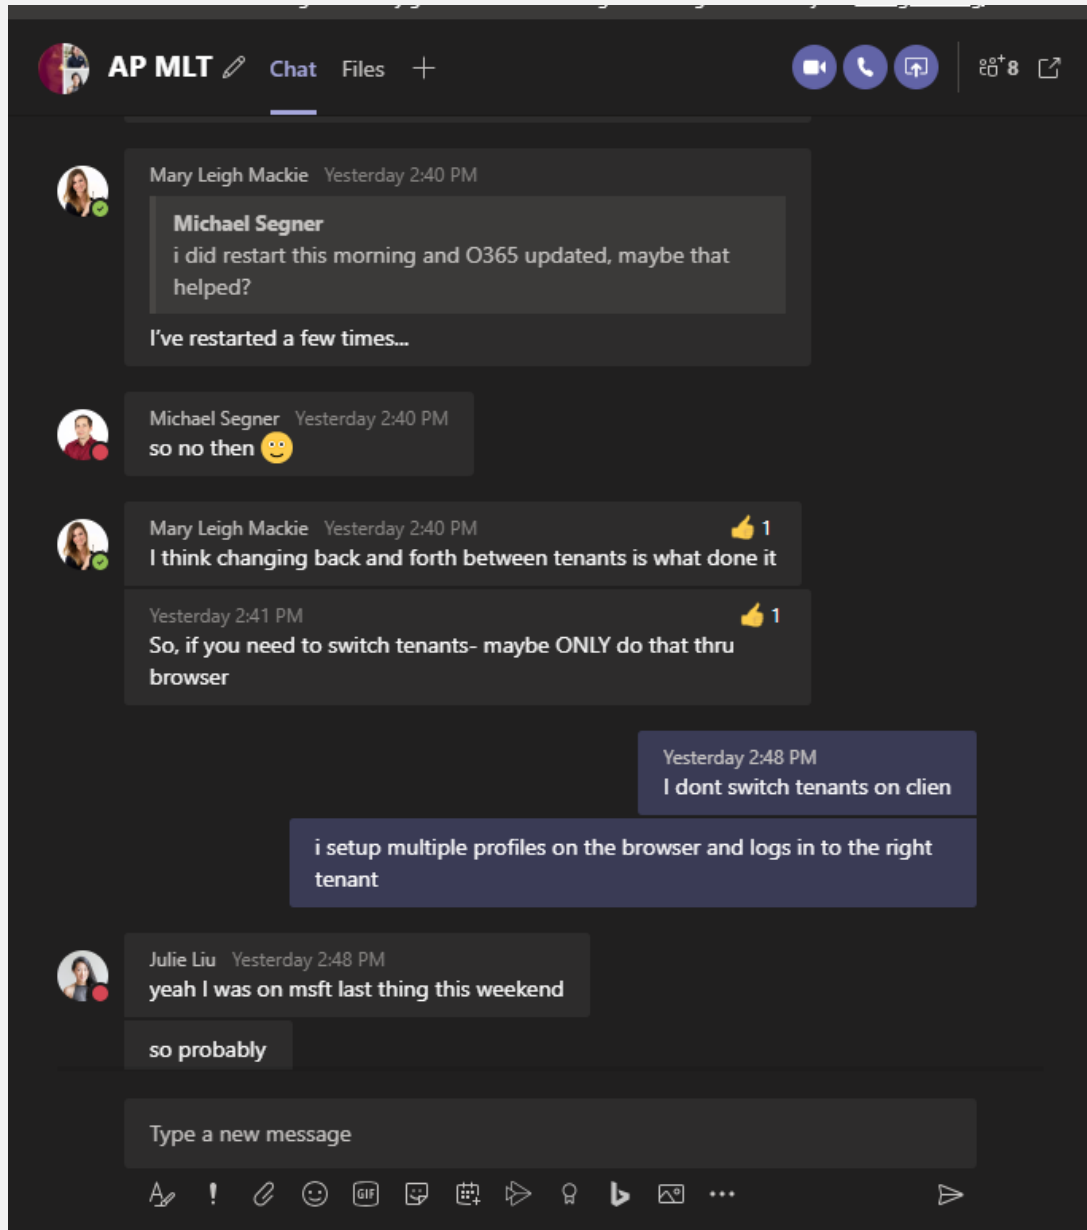 AP MLT Chat Files
8
Mary Leigh Mackie Yesterday 2:40 PM
Michael Segner
i did restart this morning and O365 updated, maybe that
helped?
I've restarted a few times...
Michael Segner Yesterday 2:40 PM
so no then
Mary Leigh Mackie Yesterday 2:40 PM 1
I think changing back and forth between tenants is what done it
Yesterday 2:41 PM 1
So, if you need to switch tenants- maybe ONLY do that thru
browser
Yesterday 2:48 PM
I dont switch tenants on clien
i setup multiple profiles on the browser and logs in to the right
tenant
Julie Liu Yesterday 2:48 PM
yeah I was on msft last thing this weekend
so probably
Type a new message
GIF